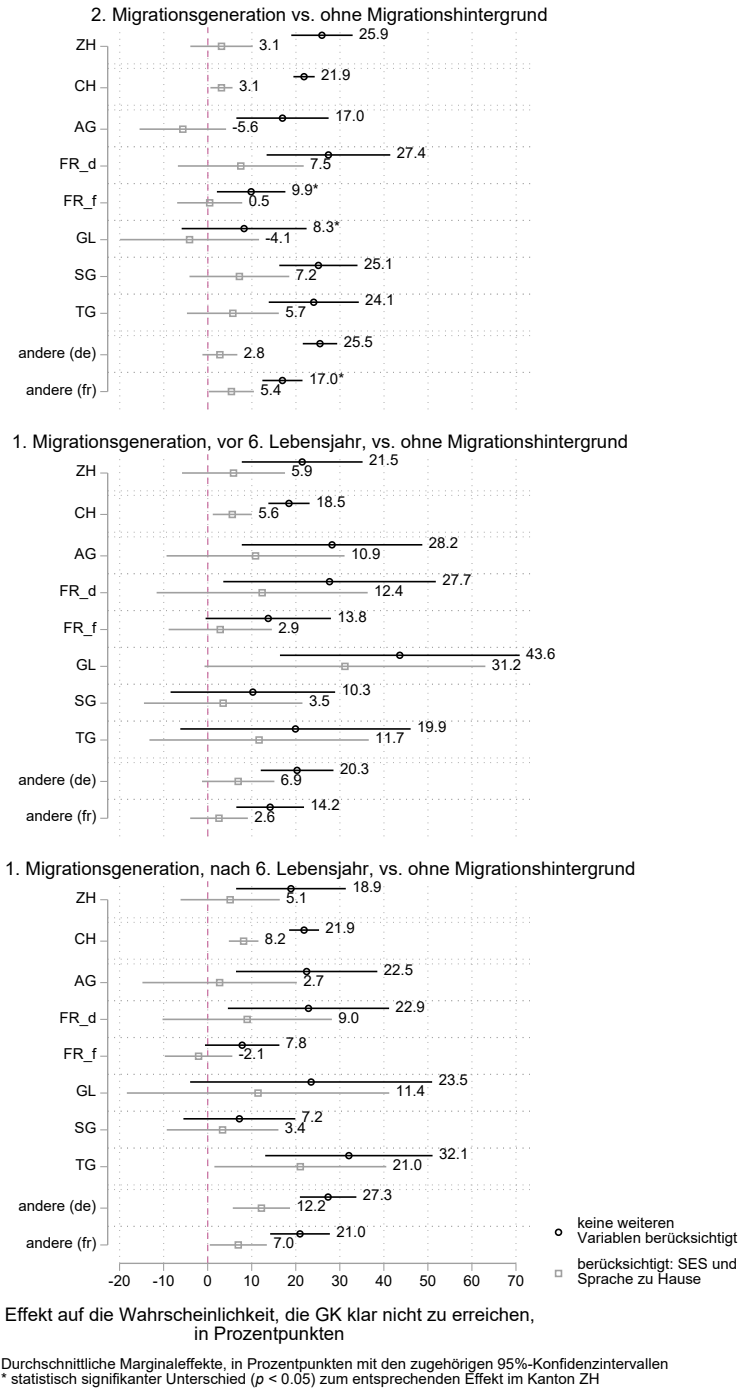 2. Migrationsgeneration vs. ohne Migrationshintergrund
ZH 25.9
3.1
CH 21.9
3.1
AG 17.0
-5.6
FR_d 27.4
7.5
FR_f 9.9*
0.5
GL 8.3*
-4.1
SG 25.1
7.2
TG 24.1
5.7
andere (de) 25.5
2.8
andere (fr) 17.0*
5.4
1. Migrationsgeneration, vor 6. Lebensjahr, vs. ohne Migrationshintergrund
ZH 21.5
5.9
CH 18.5
5.6
AG 28.2
10.9
FR_d 27.7
12.4
FR_f 13.8
2.9
GL 43.6
31.2
SG 10.3
3.5
TG 19.9
11.7
andere (de) 20.3
6.9
andere (fr) 14.2
2.6
1. Migrationsgeneration, nach 6. Lebensjahr, vs. ohne Migrationshintergrund
ZH 18.9
5.1
CH 21.9
8.2
AG 22.5
2.7
FR_d 22.9
9.0
FR_f 7.8
-2.1
GL 23.5
11.4
SG 7.2
3.4
TG 32.1
21.0
andere (de) 27.3
12.2
andere (fr) 21.0
7.0
-20 -10 0 10 20 30 40 50 60 70
keine weiteren
Variablen berücksichtigt
berücksichtigt: SES und
Sprache zu Hause
Effekt auf die Wahrscheinlichkeit, die GK klar nicht zu erreichen,
in Prozentpunkten
Durchschnittliche Marginaleffekte, in Prozentpunkten mit den zugehörigen 95%-Konfidenzintervallen
* statistisch signifikanter Unterschied (p < 0.05) zum entsprechenden Effekt im Kanton ZH